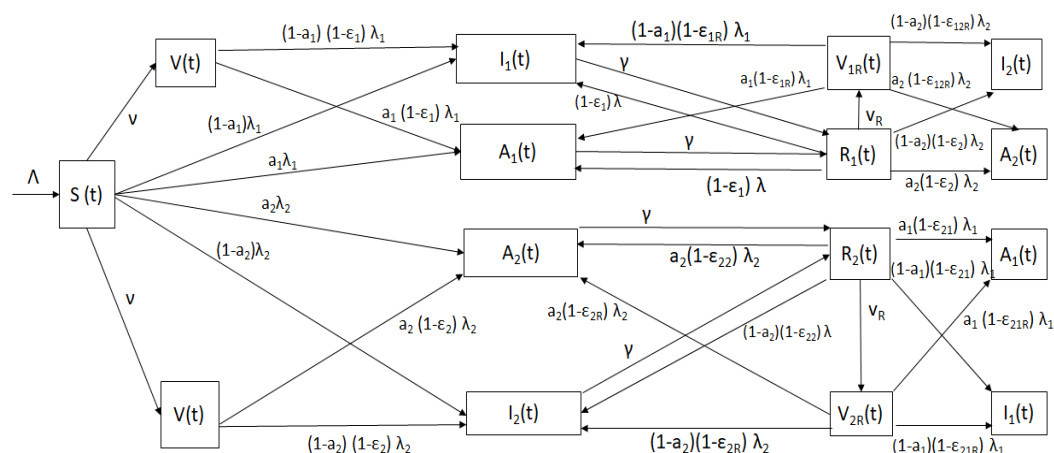 (1-a₁) (1-ε₁) λ₁
(1-a₁)(1-ε₁R) λ₁
(1-a₂)(1-ε₁₂R) λ₂
V(t)
I₁(t)
V₁R(t)
I₂(t)
γ
a₁(1-ε₁R) λ₁
a₂ (1-ε₁₂R) λ₂
ν
(1-a₁)λ₁
a₁ (1-ε₁) λ₁
(1-ε₁) λ
vR
A₁(t)
γ
R₁(t)
(1-a₂)(1-ε₂) λ₂
A₂(t)
a₁λ₁
(1-ε₁) λ
a₂(1-ε₂) λ₂
Λ
S (t)
a₂λ₂
(1-a₂)λ₂
γ
a₁(1-ε₂₁) λ₁
A₂(t)
a₂(1-ε₂₂) λ₂
R₂(t)
A₁(t)
(1-a₁)(1-ε₂₁) λ₁
ν
a₂ (1-ε₂) λ₂
a₂(1-ε₂R) λ₂
(1-a₂)(1-ε₂₂) λ
vR
a₁ (1-ε₂₁R) λ₁
γ
V(t)
I₂(t)
V₂R(t)
I₁(t)
(1-a₂) (1-ε₂) λ₂
(1-a₂)(1-ε₂R) λ₂
(1-a₁)(1-ε₂₁R) λ₁